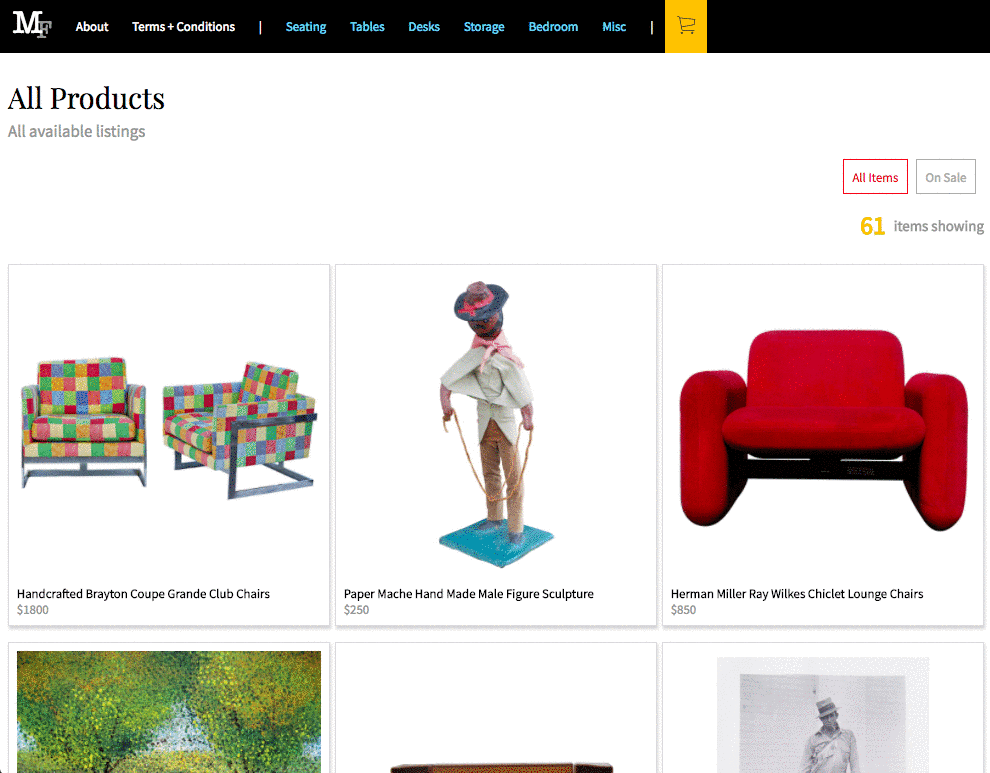 MF About Terms + Conditions | Seating Tables Desks Storage Bedroom Misc |
All Products
All available listings
All Items On Sale
61 items showing
Handcrafted Brayton Coupe Grande Club Chairs
$1800
Paper Mache Hand Made Male Figure Sculpture
$250
Herman Miller Ray Wilkes Chiclet Lounge Chairs
$850